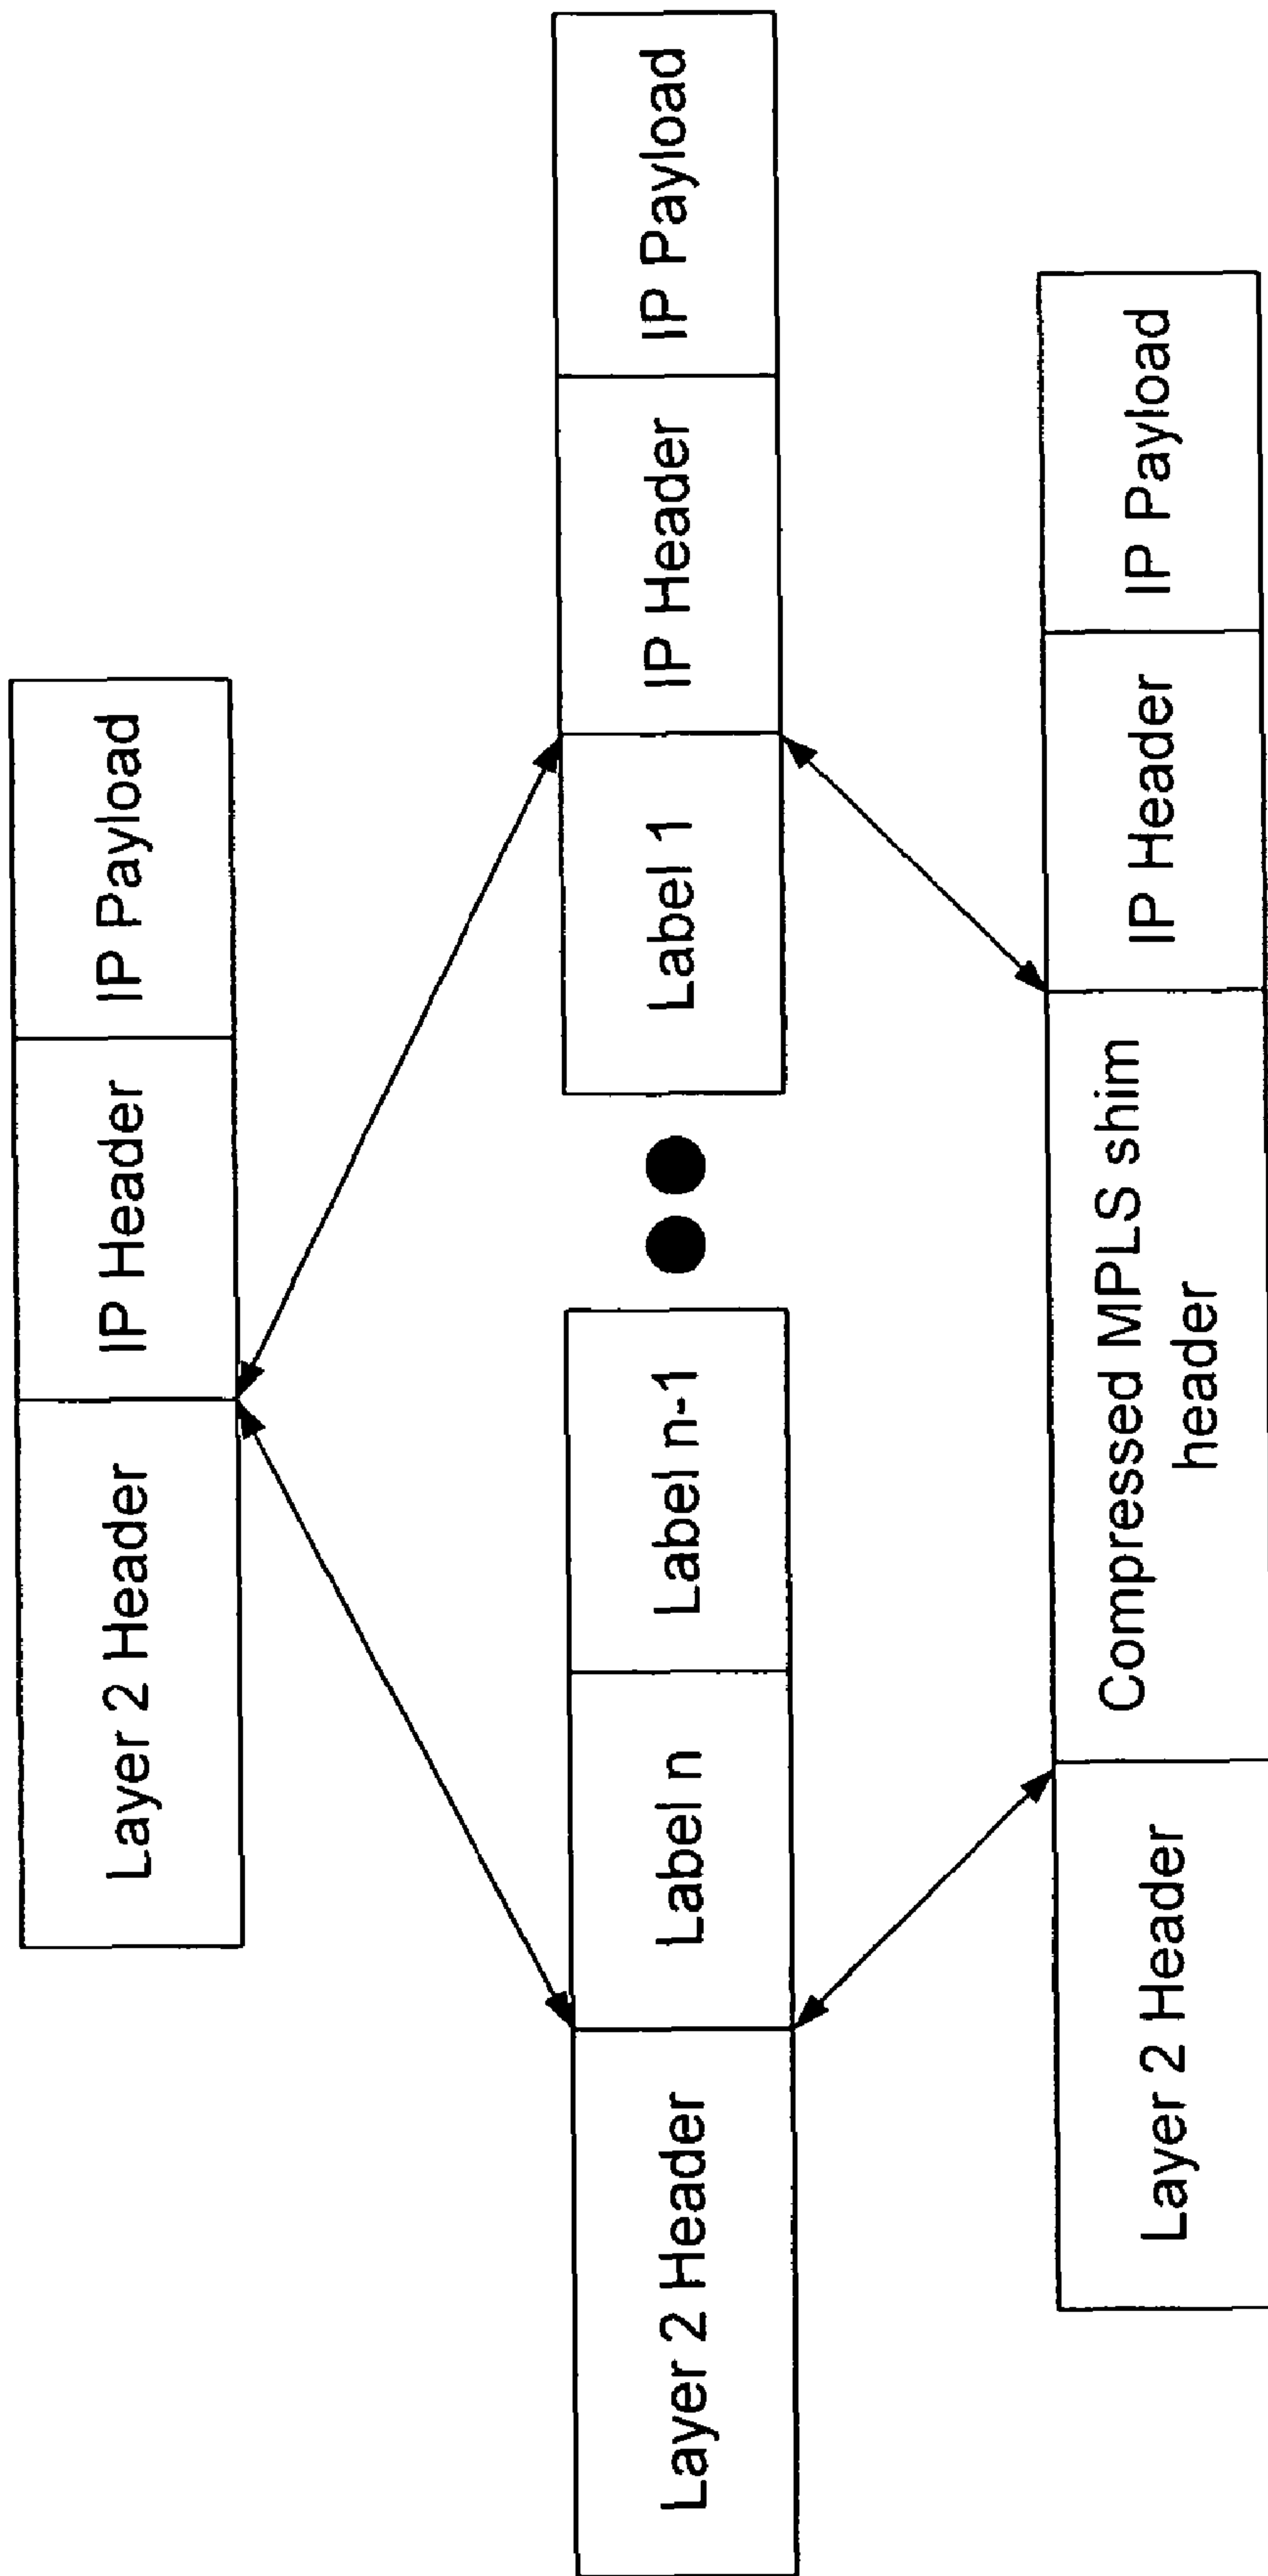 Layer 2 Header
IP Header
IP Payload
Layer 2 Header
Label n
Label n-1
Label 1
IP Header
IP Payload
Layer 2 Header
Compressed MPLS shim
header
IP Header
IP Payload